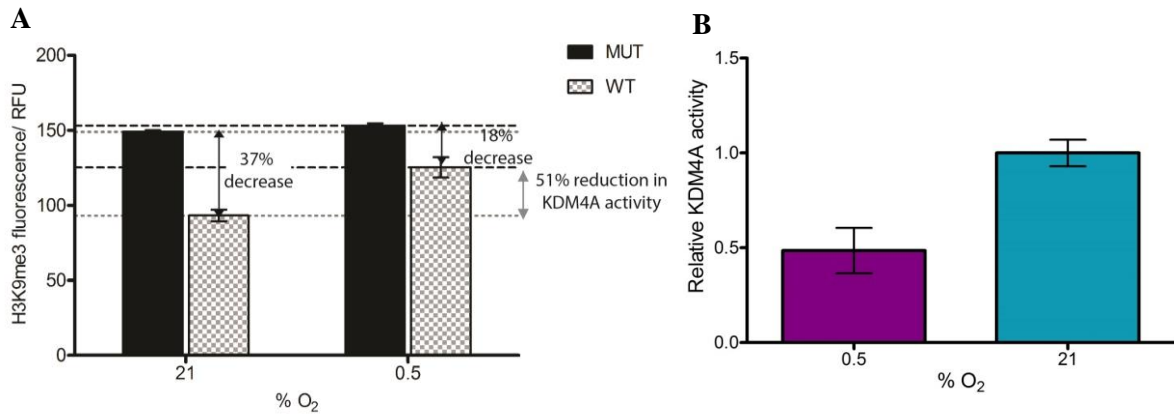 A
H3K9me3 fluorescence/ RFU
200
150
100
50
0
37%
decrease
18%
decrease
51% reduction in
KDM4A activity
MUT
WT
21
0.5
% O₂
B
Relative KDM4A activity
1.5
1.0
0.5
0.0
0.5
21
% O₂